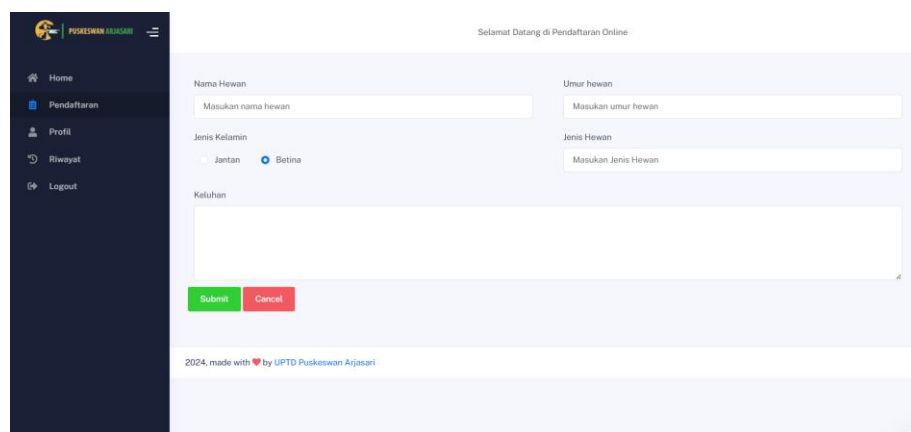 PUSKESWAN ARJASARI
Selamat Datang di Pendaftaran Online
Home
Pendaftaran
Profil
Riwayat
Logout
Nama Hewan
Umur hewan
Masukan nama hewan
Masukan umur hewan
Jenis Kelamin
Jenis Hewan
Jantan
Betina
Masukan Jenis Hewan
Keluhan
Submit
Cancel
2024, made with ❤ by UPTD Puskeswan Arjasari